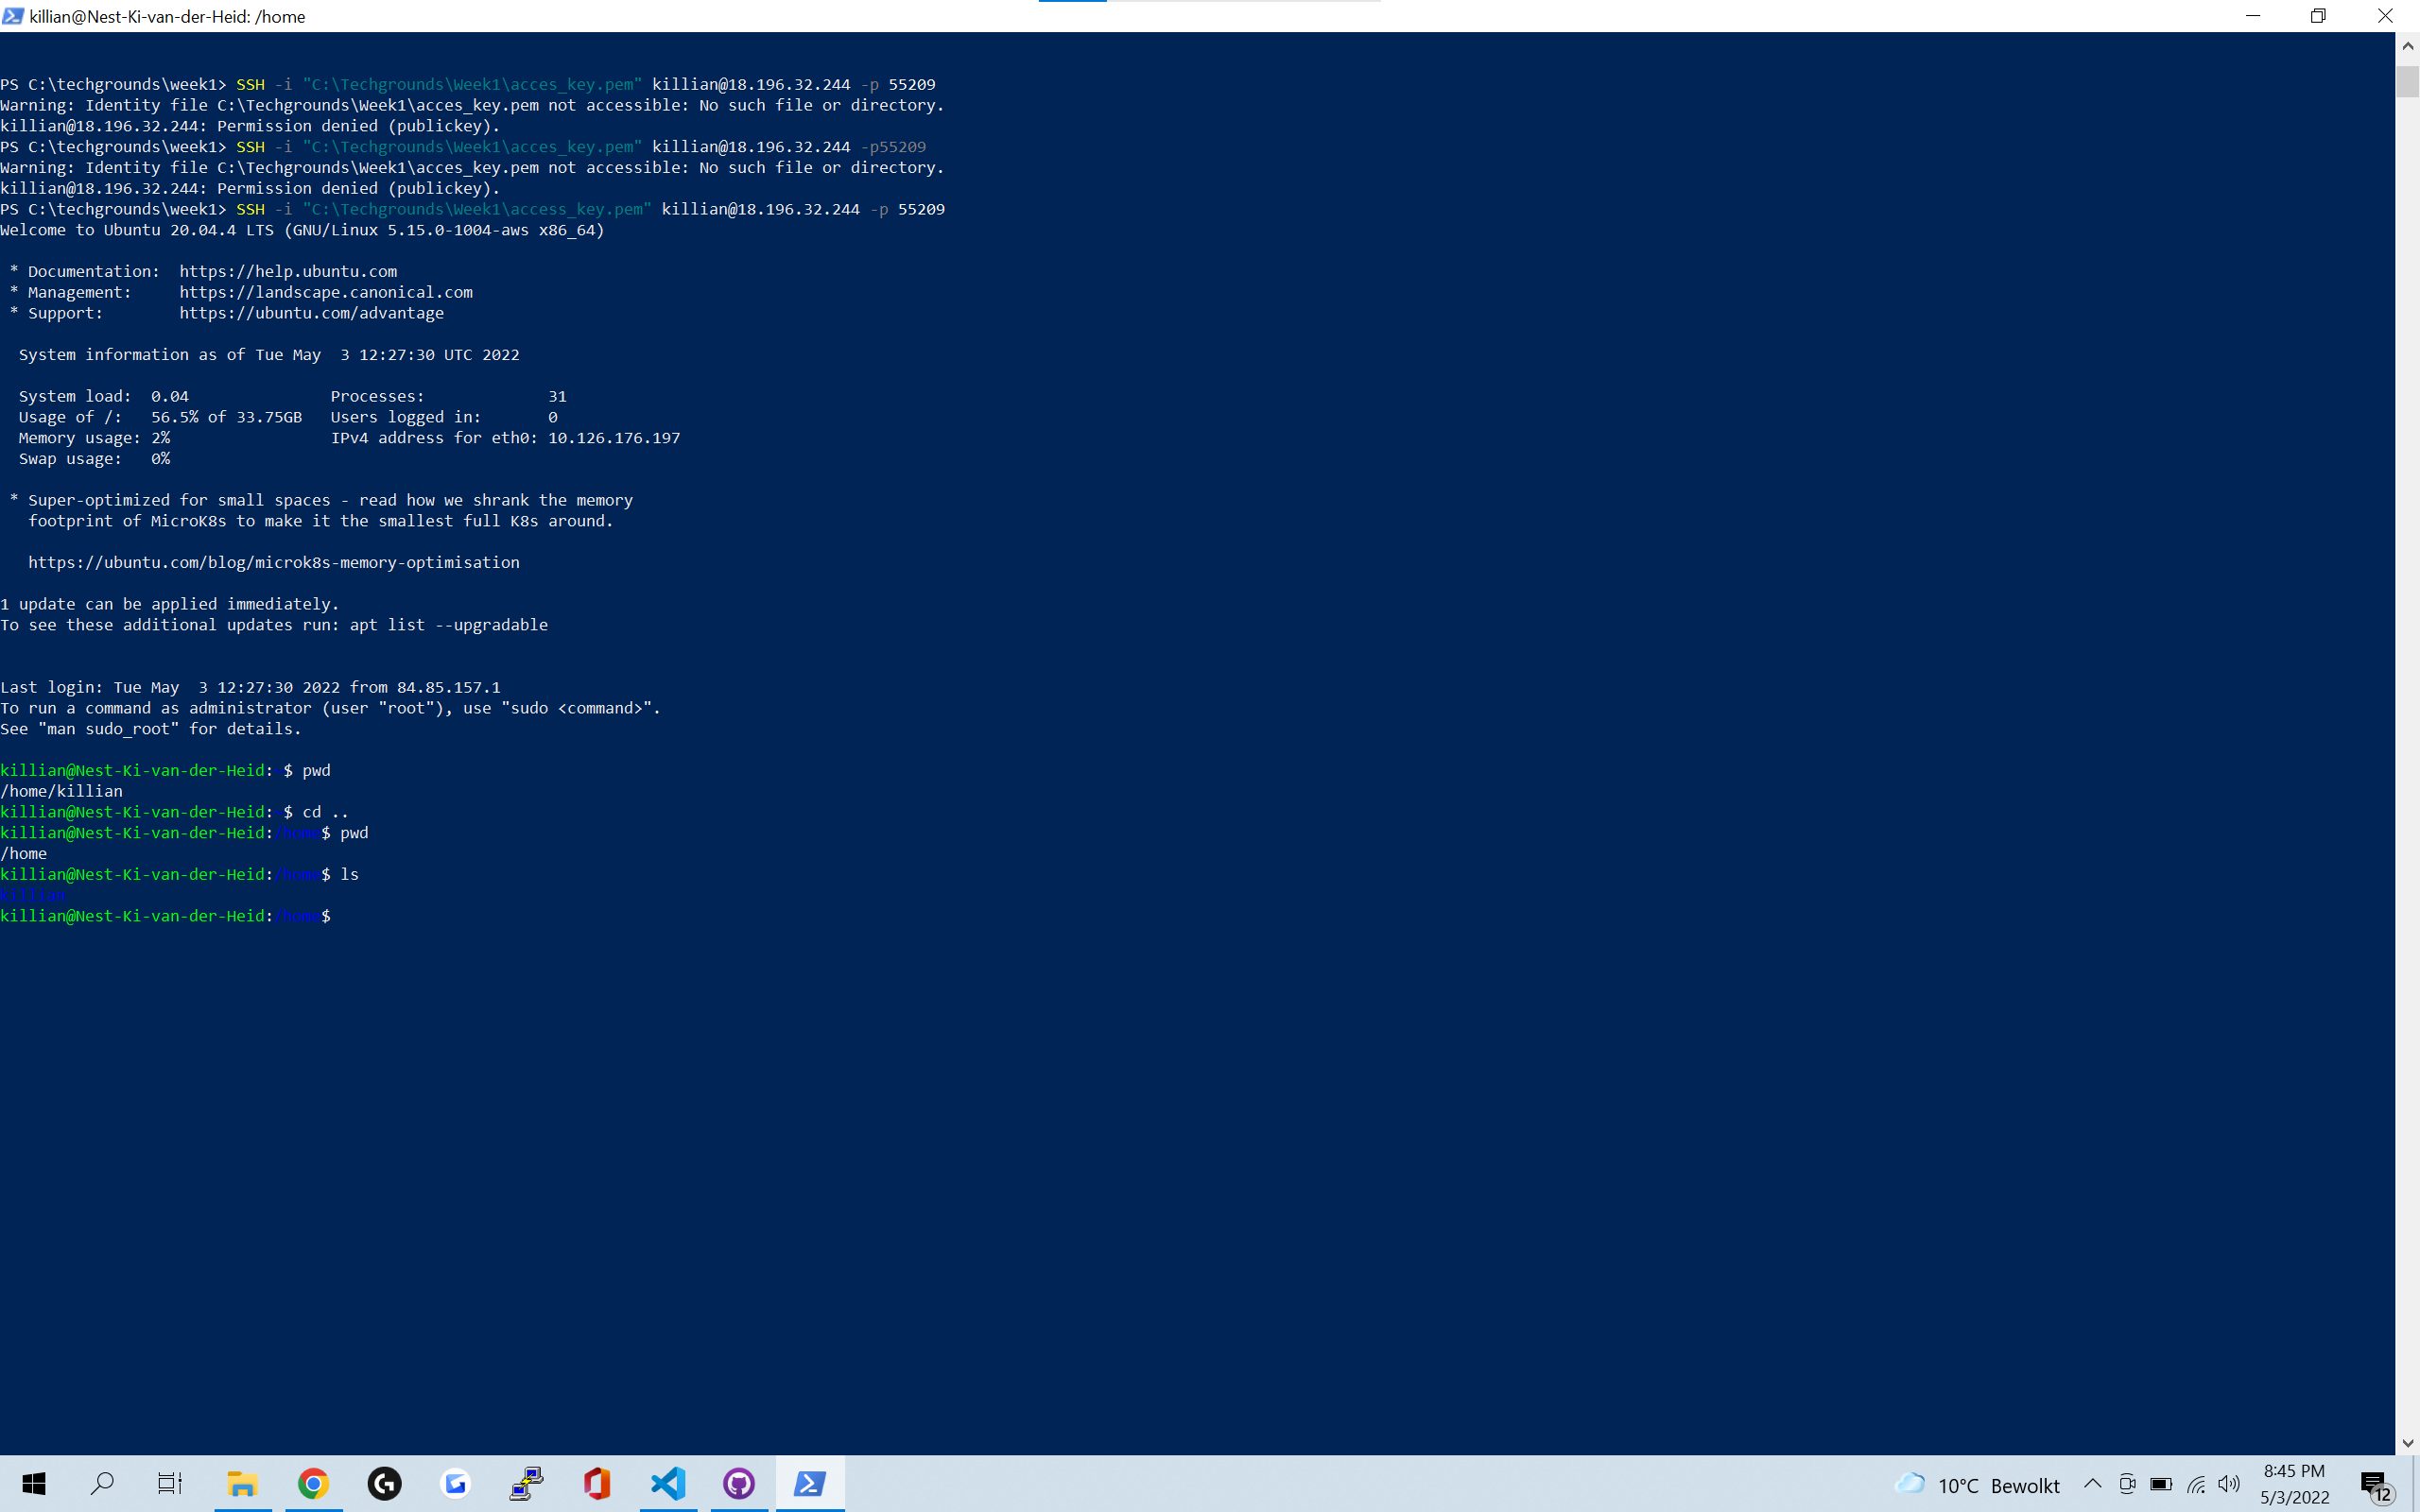 killian@Nest-Ki-van-der-Heid: /home
PS C:\techgrounds\week1> SSH -i "C:\Techgrounds\Week1\acces_key.pem" killian@18.196.32.244 -p 55209
Warning: Identity file C:\Techgrounds\Week1\acces_key.pem not accessible: No such file or directory.
killian@18.196.32.244: Permission denied (publickey).
PS C:\techgrounds\week1> SSH -i "C:\Techgrounds\Week1\acces_key.pem" killian@18.196.32.244 -p55209
Warning: Identity file C:\Techgrounds\Week1\acces_key.pem not accessible: No such file or directory.
killian@18.196.32.244: Permission denied (publickey).
PS C:\techgrounds\week1> SSH -i "C:\Techgrounds\Week1\access_key.pem" killian@18.196.32.244 -p 55209
Welcome to Ubuntu 20.04.4 LTS (GNU/Linux 5.15.0-1004-aws x86_64)
* Documentation:  https://help.ubuntu.com
* Management:     https://landscape.canonical.com
* Support:        https://ubuntu.com/advantage
System information as of Tue May  3 12:27:30 UTC 2022
System load:  0.04               Processes:             31
Usage of /:   56.5% of 33.75GB   Users logged in:       0
Memory usage: 2%                 IPv4 address for eth0: 10.126.176.197
Swap usage:   0%
* Super-optimized for small spaces - read how we shrank the memory
footprint of MicroK8s to make it the smallest full K8s around.
https://ubuntu.com/blog/microk8s-memory-optimisation
1 update can be applied immediately.
To see these additional updates run: apt list --upgradable
Last login: Tue May  3 12:27:30 2022 from 84.85.157.1
To run a command as administrator (user "root"), use "sudo <command>".
See "man sudo_root" for details.
killian@Nest-Ki-van-der-Heid:~$ pwd
/home/killian
killian@Nest-Ki-van-der-Heid:~$ cd ..
killian@Nest-Ki-van-der-Heid:/home$ pwd
/home
killian@Nest-Ki-van-der-Heid:/home$ ls
killian
killian@Nest-Ki-van-der-Heid:/home$
10°C Bewolkt
8:45 PM
5/3/2022
12